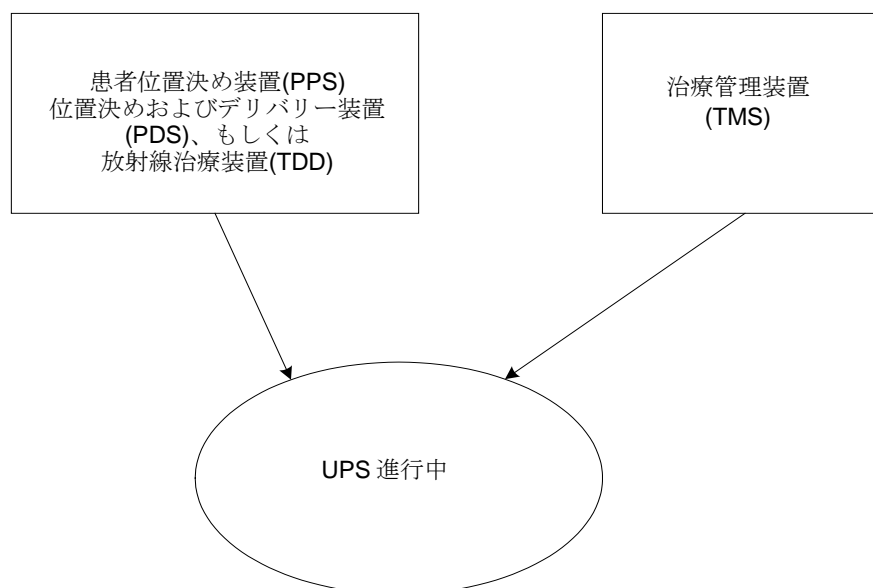 患者位置決め装置(PPS)
位置決めおよびデリバリー装置
(PDS)、もしくは
放射線治療装置(TDD)
治療管理装置
(TMS)
UPS 進行中